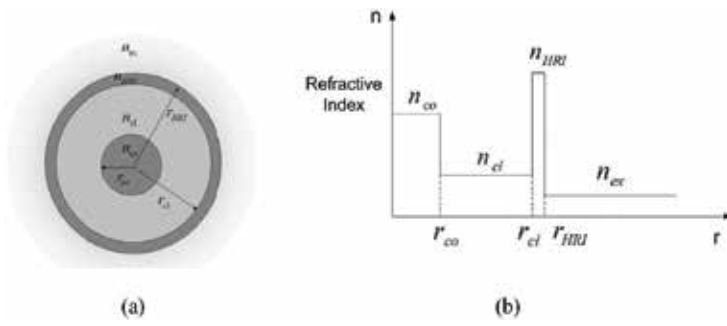 n_ex
n_HRI
n_cl
r_HRI
n_co
r_co
r_cl
(a)
n
n_HRI
Refractive
Index
n_co
n_cl
n_ex
r_co
r_cl
r_HRI
r
(b)